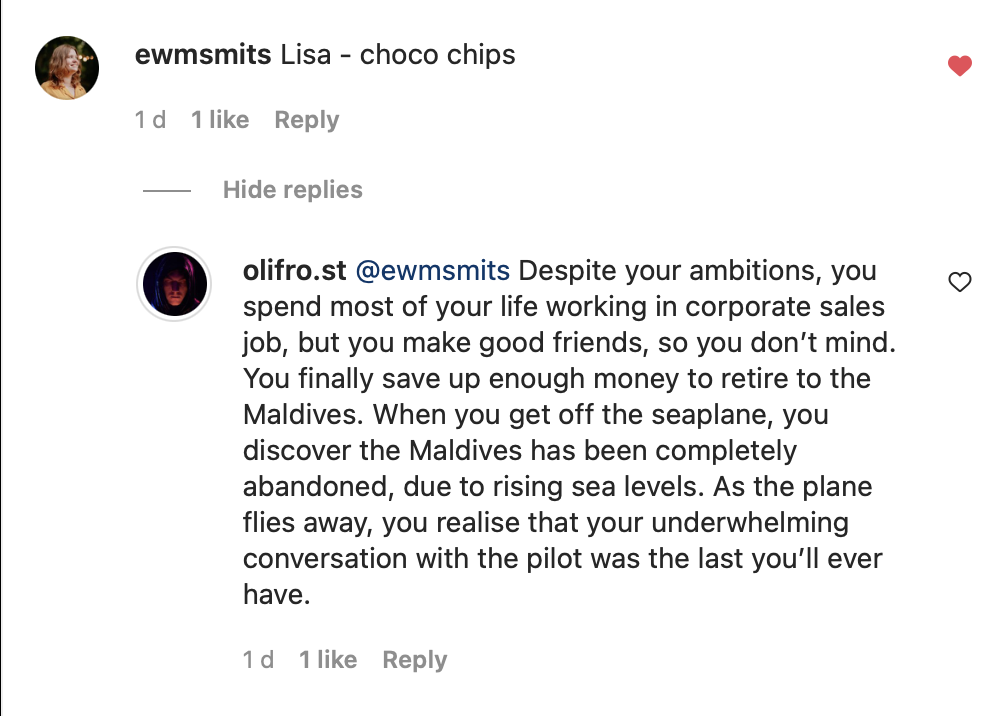 ewmsmits Lisa - choco chips
1 d 1 like Reply
Hide replies
olifro.st @ewmsmits Despite your ambitions, you
spend most of your life working in corporate sales
job, but you make good friends, so you don’t mind.
You finally save up enough money to retire to the
Maldives. When you get off the seaplane, you
discover the Maldives has been completely
abandoned, due to rising sea levels. As the plane
flies away, you realise that your underwhelming
conversation with the pilot was the last you’ll ever
have.
1 d 1 like Reply